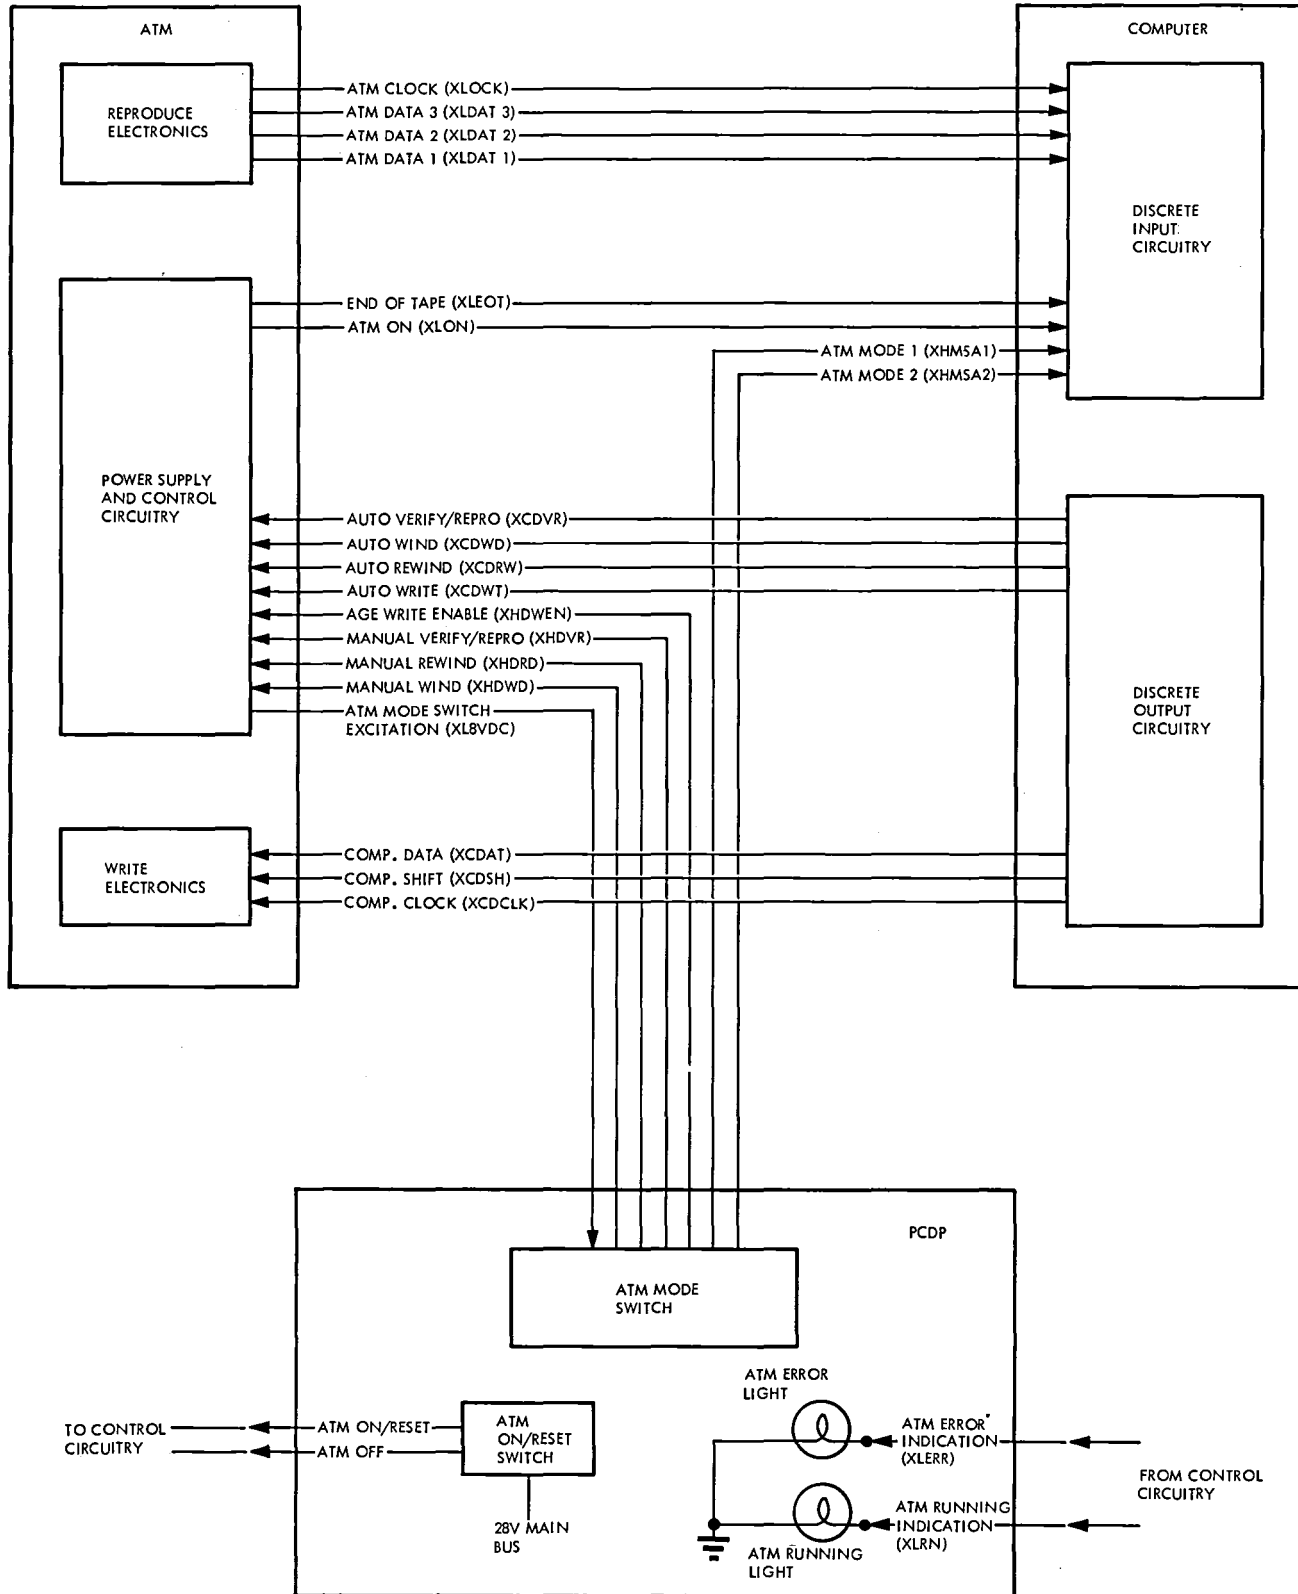 ATM
COMPUTER
REPRODUCE
ELECTRONICS
ATM CLOCK (XLOCK)
ATM DATA 3 (XLDAT 3)
ATM DATA 2 (XLDAT 2)
ATM DATA 1 (XLDAT 1)
DISCRETE
INPUT
CIRCUITRY
END OF TAPE (XLEOT)
ATM ON (XLON)
ATM MODE 1 (XHMSA1)
ATM MODE 2 (XHMSA2)
POWER SUPPLY
AND CONTROL
CIRCUITRY
AUTO VERIFY/REPRO (XCDVR)
AUTO WIND (XCDWD)
AUTO REWIND (XCDRW)
AUTO WRITE (XCDWT)
AGE WRITE ENABLE (XHDWEN)
MANUAL VERIFY/REPRO (XHDVR)
MANUAL REWIND (XHDRD)
MANUAL WIND (XHDWD)
ATM MODE SWITCH
EXCITATION (XL8VDC)
DISCRETE
OUTPUT
CIRCUITRY
WRITE
ELECTRONICS
COMP. DATA (XCDAT)
COMP. SHIFT (XCDSH)
COMP. CLOCK (XCDCLK)
PCDP
ATM MODE
SWITCH
TO CONTROL
CIRCUITRY
ATM ON/RESET
ATM OFF
ATM
ON/RESET
SWITCH
28V MAIN
BUS
ATM ERROR
LIGHT
ATM ERROR
INDICATION
(XLERR)
ATM RUNNING
INDICATION
(XLRN)
ATM RUNNING
LIGHT
FROM CONTROL
CIRCUITRY